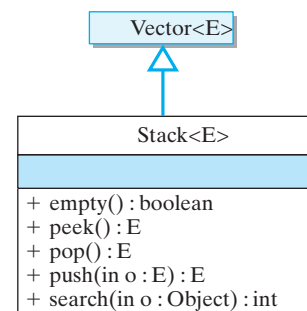 Vector<E>
Stack<E>
+ empty() : boolean
+ peek() : E
+ pop() : E
+ push(in o : E) : E
+ search(in o : Object) : int